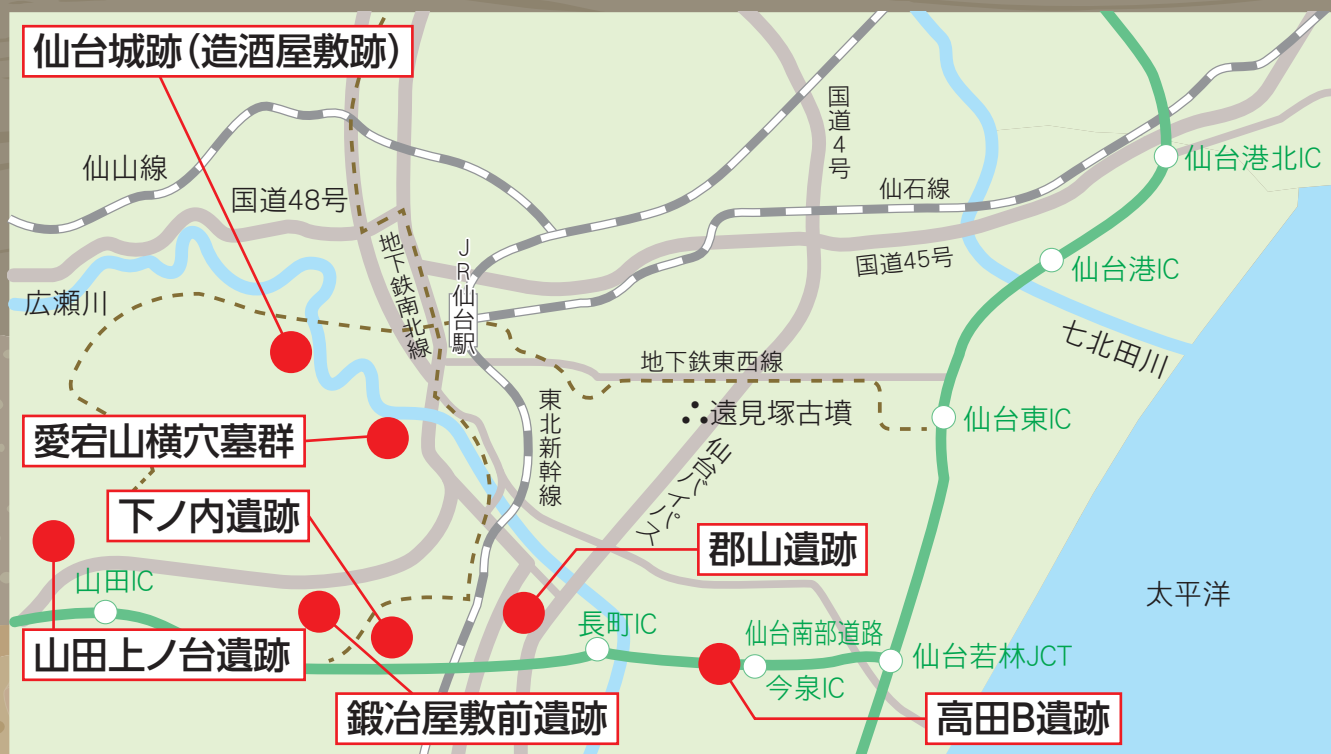 仙台城跡（造酒屋敷跡）
国道4号
仙山線
仙台港北IC
国道48号
仙石線
地下鉄南北線
JR仙台駅
国道45号
仙台港IC
広瀬川
七北田川
地下鉄東西線
東北新幹線
遠見塚古墳
仙台東IC
愛宕山横穴墓群
仙台バイパス
下ノ内遺跡
郡山遺跡
山田IC
太平洋
長町IC
仙台南部道路
山田上ノ台遺跡
仙台若林JCT
今泉IC
鍛冶屋敷前遺跡
高田B遺跡